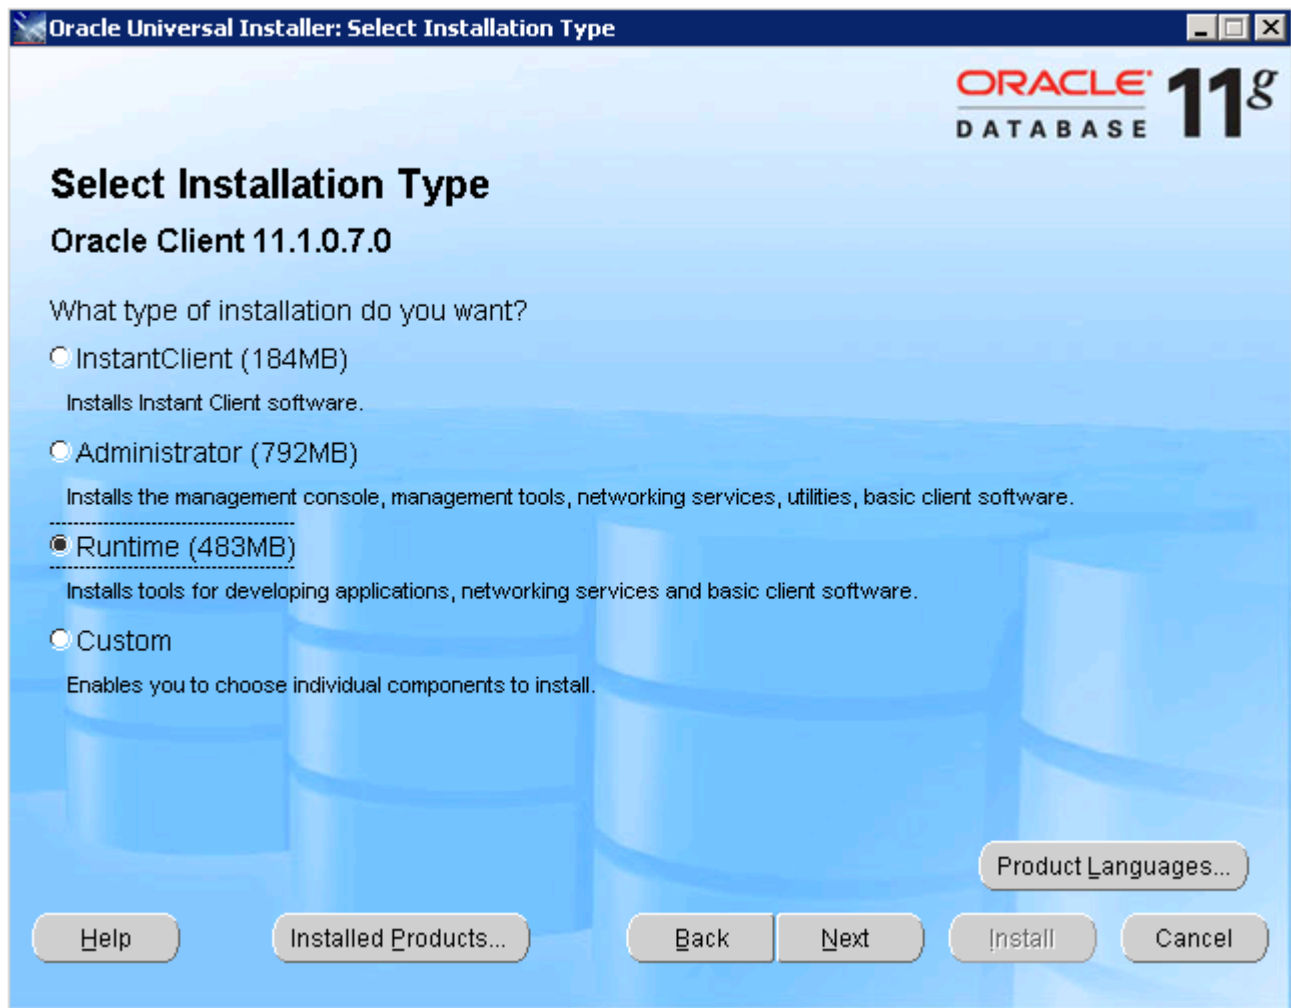 Oracle Universal Installer: Select Installation Type
ORACLE
DATABASE
11g
Select Installation Type
Oracle Client 11.1.0.7.0
What type of installation do you want?
InstantClient (184MB)
Installs Instant Client software.
Administrator (792MB)
Installs the management console, management tools, networking services, utilities, basic client software.
Runtime (483MB)
Installs tools for developing applications, networking services and basic client software.
Custom
Enables you to choose individual components to install.
Product Languages...
Help Installed Products... Back Next Install Cancel